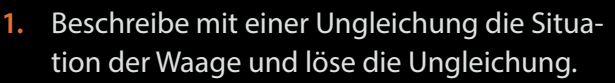 1. Beschreibe mit einer Ungleichung die Situa-
tion der Waage und löse die Ungleichung.